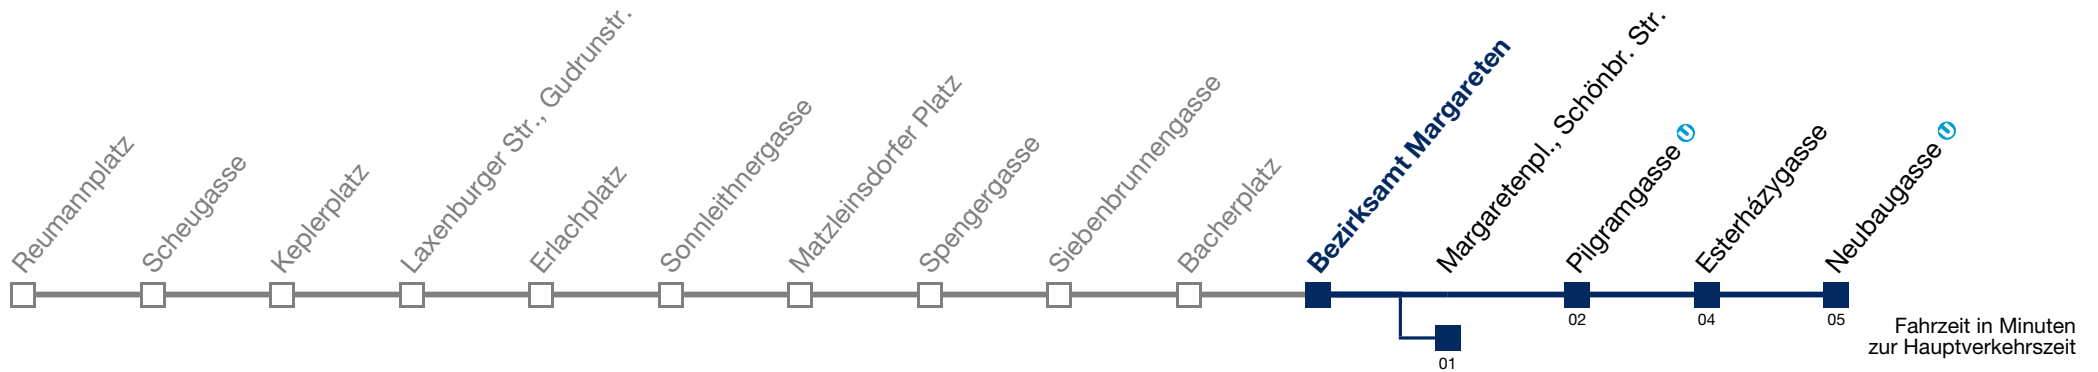 Reumannplatz
Scheugasse
Keplerplatz
Laxenburger Str., Gudrunstr.
Erlachplatz
Sonnleithnergasse
Matzleinsdorfer Platz
Spengergasse
Siebenbrunnengasse
Bacherplatz
Bezirksamt Margareten
Margaretenpl., Schönbr. Str.
Pilgramgasse
Esterházygasse
Neubaugasse
01
02
04
05
Fahrzeit in Minuten
zur Hauptverkehrszeit